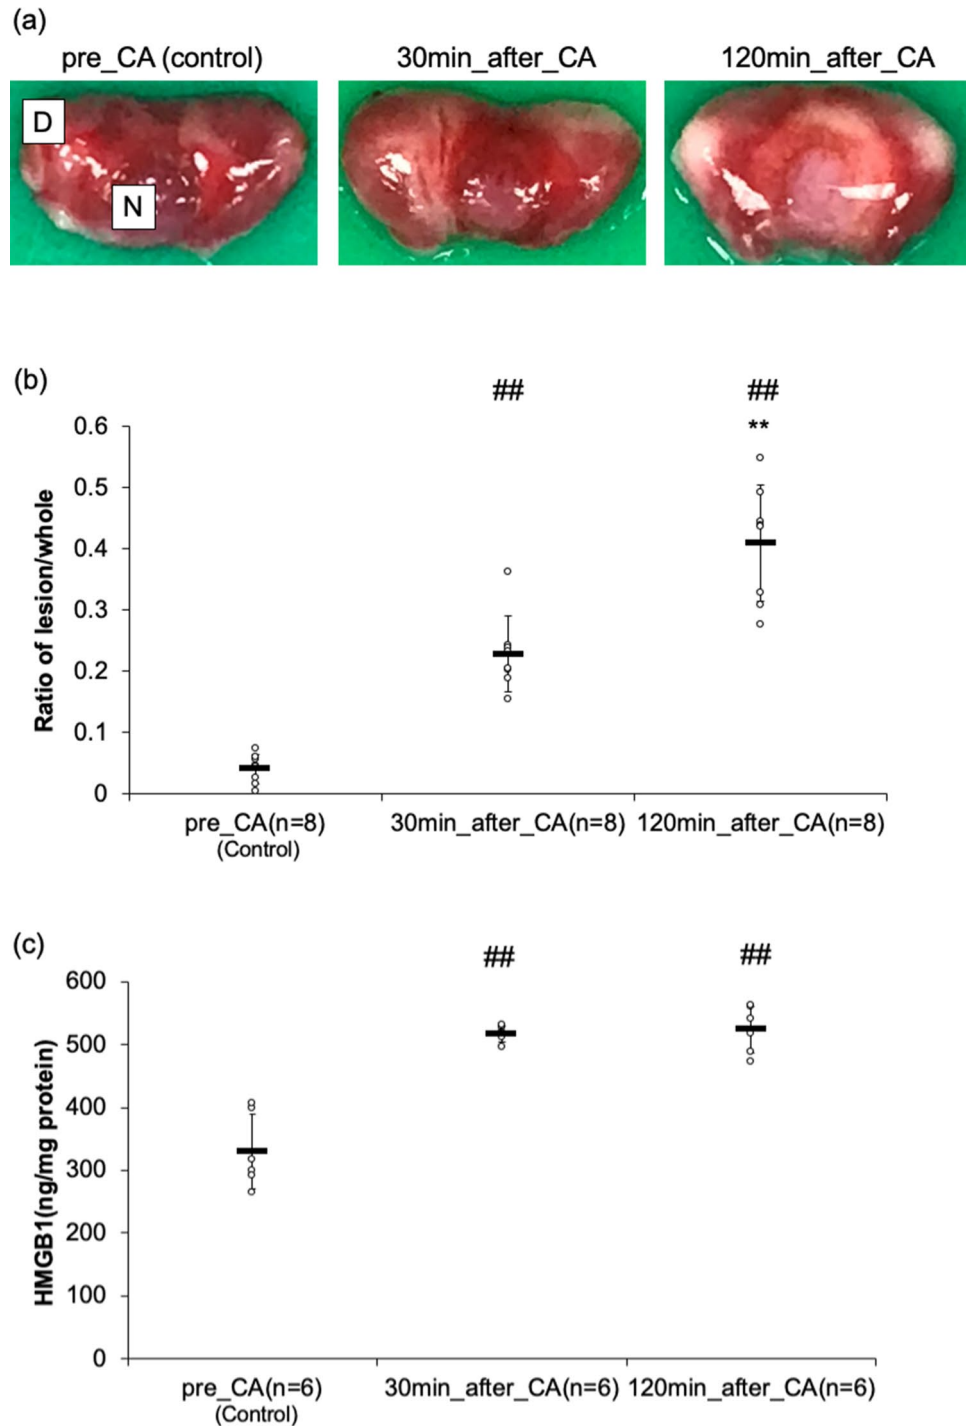 (a)
pre_CA (control) 30min_after_CA 120min_after_CA
D
N
(b)
## ##
**
Ratio of lesion/whole
0.6
0.5
0.4
0.3
0.2
0.1
0
pre_CA(n=8) 30min_after_CA(n=8) 120min_after_CA(n=8)
(Control)
(c)
## ##
HMGB1(ng/mg protein)
600
500
400
300
200
100
0
pre_CA(n=6) 30min_after_CA(n=6) 120min_after_CA(n=6)
(Control)